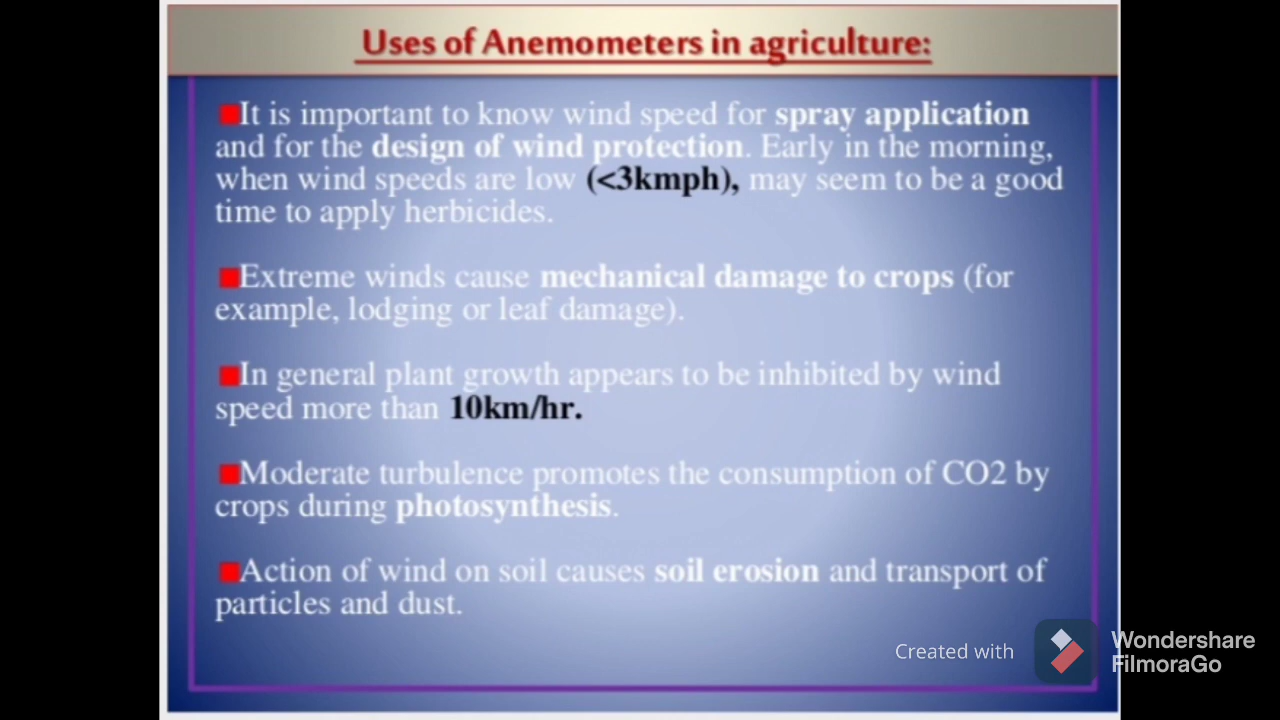 Uses of Anemometers in agriculture:
It is important to know wind speed for spray application
and for the design of wind protection. Early in the morning,
when wind speeds are low (<3kmph), may seem to be a good
time to apply herbicides.
Extreme winds cause mechanical damage to crops (for
example, lodging or leaf damage).
In general plant growth appears to be inhibited by wind
speed more than 10km/hr.
Moderate turbulence promotes the consumption of CO2 by
crops during photosynthesis.
Action of wind on soil causes soil erosion and transport of
particles and dust.
Created with
Wondershare
FilmoraGo